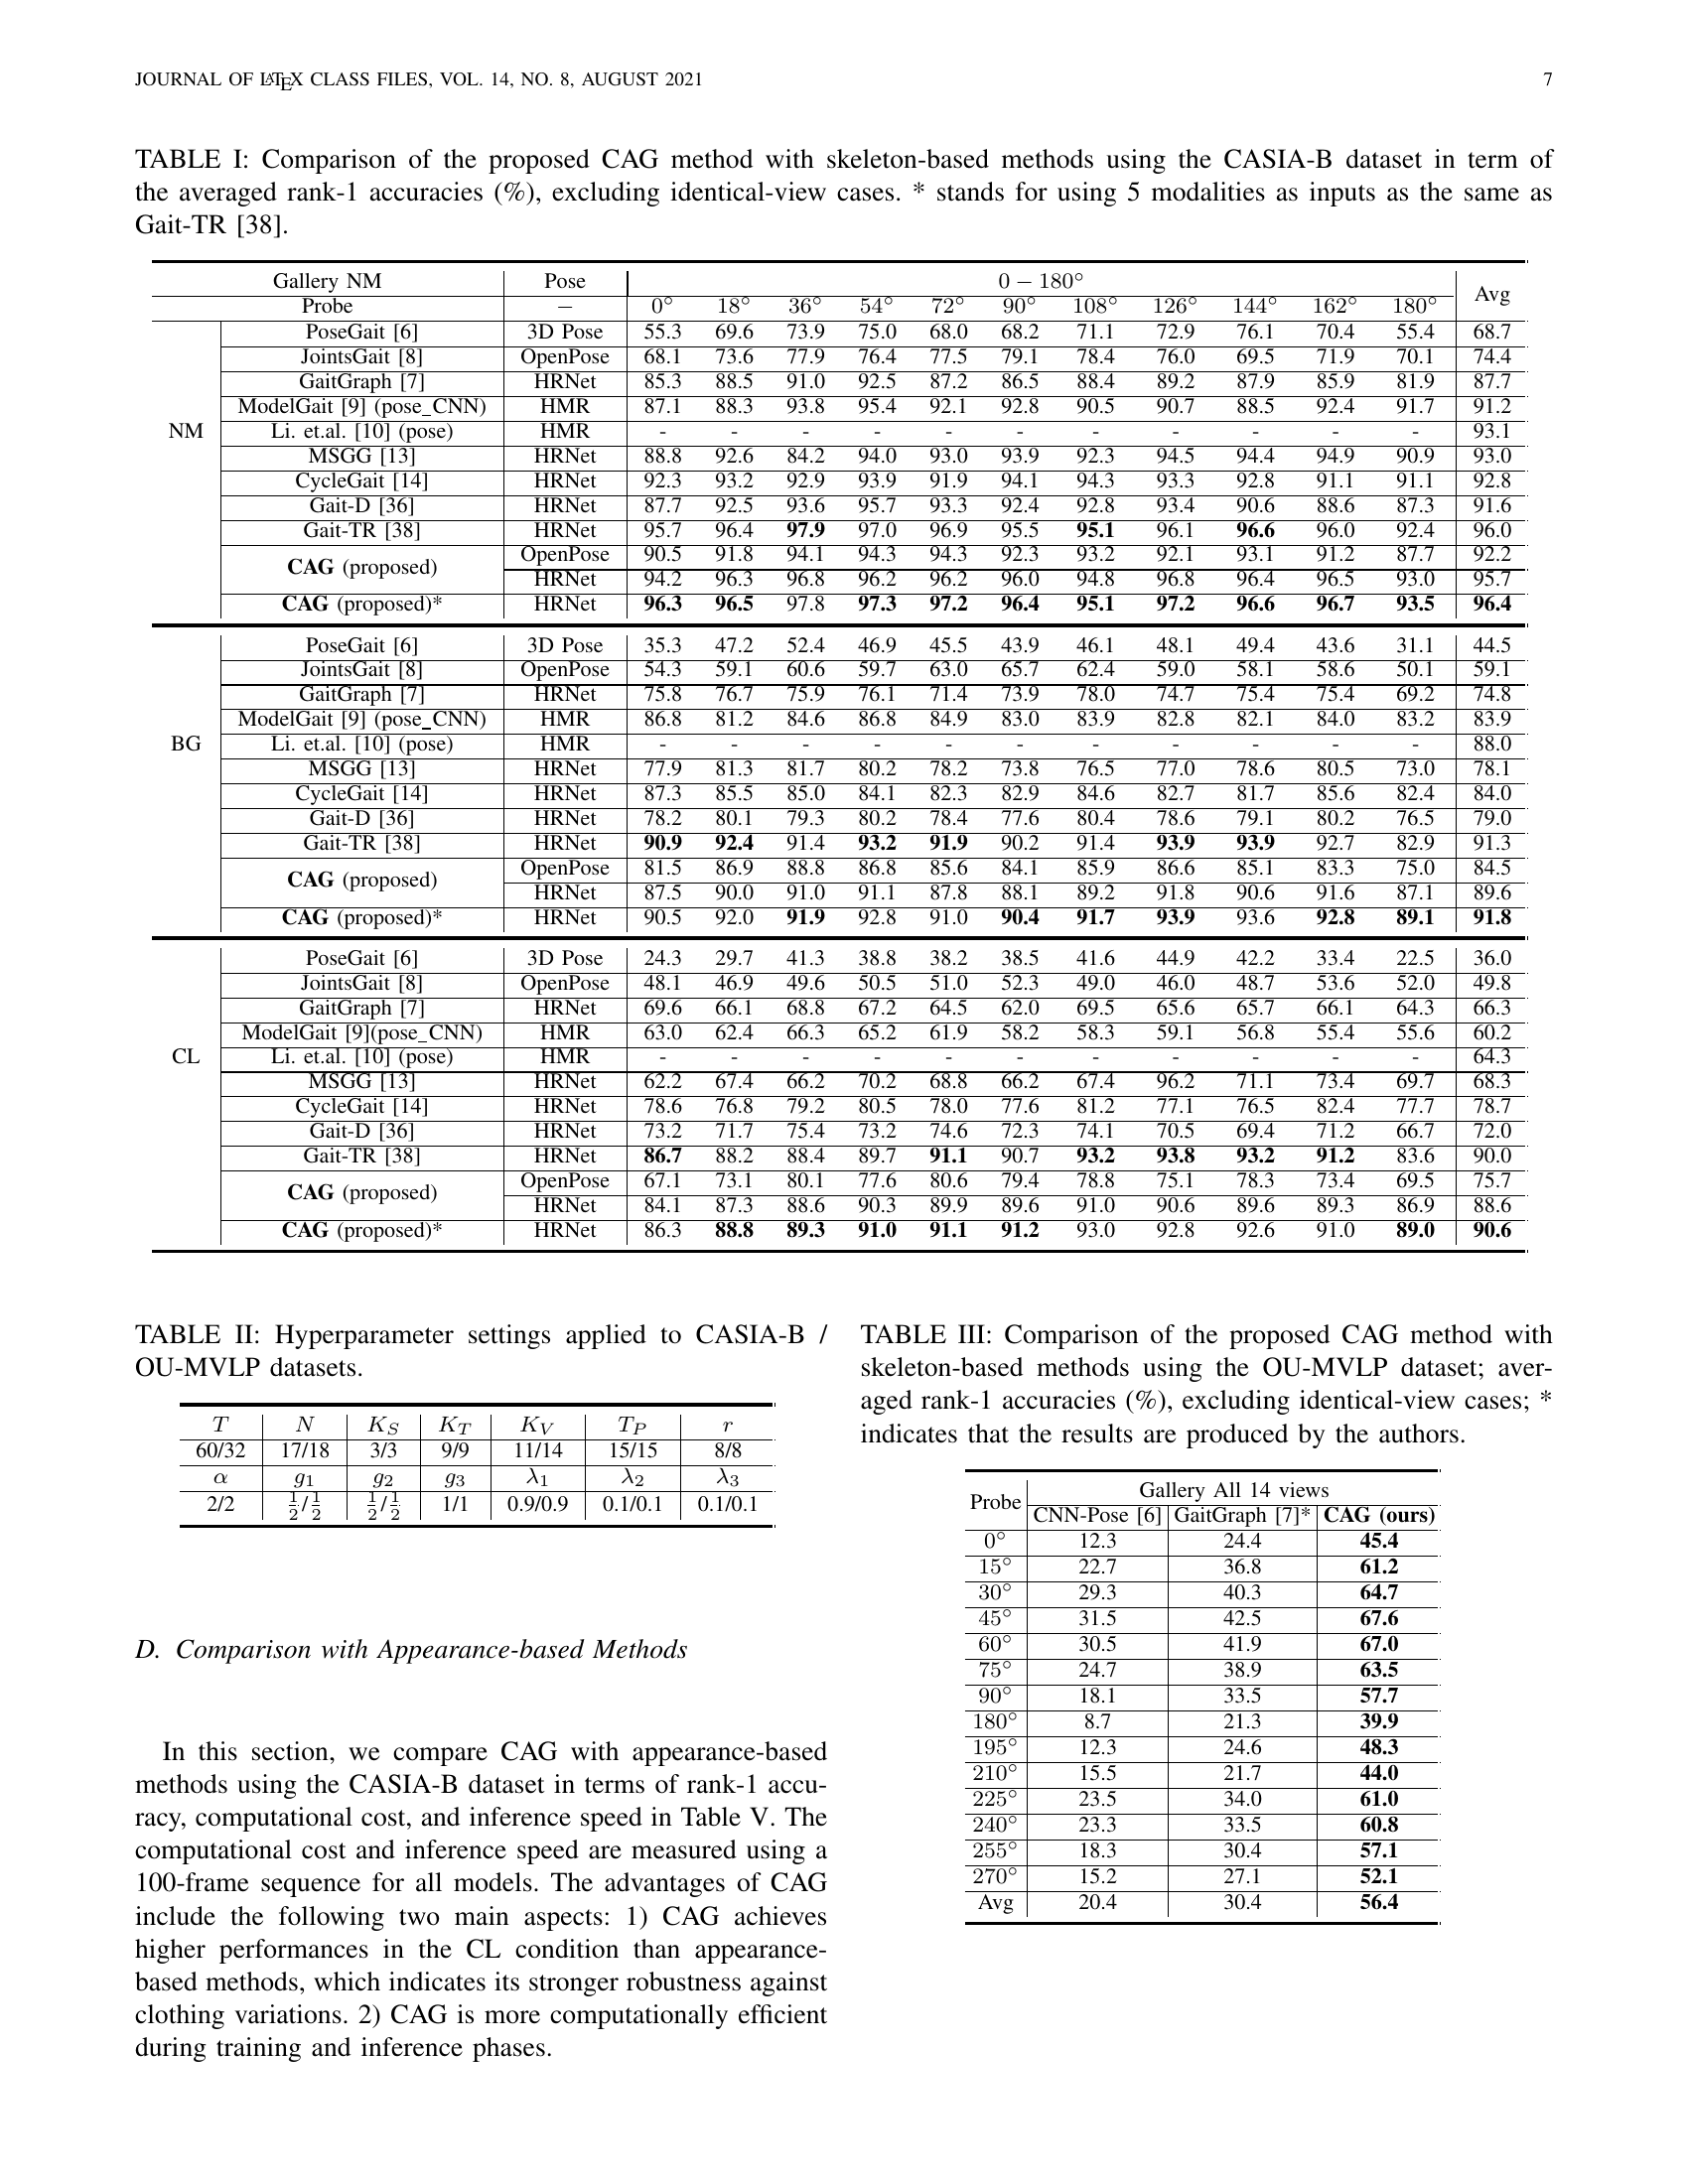 JOURNAL OF LATEX CLASS FILES, VOL. 14, NO. 8, AUGUST 2021 7
TABLE I: Comparison of the proposed CAG method with skeleton-based methods using the CASIA-B dataset in term of
the averaged rank-1 accuracies (%), excluding identical-view cases. * stands for using 5 modalities as inputs as the same as
Gait-TR [38].
Gallery NM Pose 0 − 180° Avg
Probe − 0° 18° 36° 54° 72° 90° 108° 126° 144° 162° 180°
NM
PoseGait [6] 3D Pose 55.3 69.6 73.9 75.0 68.0 68.2 71.1 72.9 76.1 70.4 55.4 68.7
JointsGait [8] OpenPose 68.1 73.6 77.9 76.4 77.5 79.1 78.4 76.0 69.5 71.9 70.1 74.4
GaitGraph [7] HRNet 85.3 88.5 91.0 92.5 87.2 86.5 88.4 89.2 87.9 85.9 81.9 87.7
ModelGait [9] (pose_CNN) HMR 87.1 88.3 93.8 95.4 92.1 92.8 90.5 90.7 88.5 92.4 91.7 91.2
Li. et.al. [10] (pose) HMR - - - - - - - - - - - 93.1
MSGG [13] HRNet 88.8 92.6 84.2 94.0 93.0 93.9 92.3 94.5 94.4 94.9 90.9 93.0
CycleGait [14] HRNet 92.3 93.2 92.9 93.9 91.9 94.1 94.3 93.3 92.8 91.1 91.1 92.8
Gait-D [36] HRNet 87.7 92.5 93.6 95.7 93.3 92.4 92.8 93.4 90.6 88.6 87.3 91.6
Gait-TR [38] HRNet 95.7 96.4 97.9 97.0 96.9 95.5 95.1 96.1 96.6 96.0 92.4 96.0
CAG (proposed) OpenPose 90.5 91.8 94.1 94.3 94.3 92.3 93.2 92.1 93.1 91.2 87.7 92.2
HRNet 94.2 96.3 96.8 96.2 96.2 96.0 94.8 96.8 96.4 96.5 93.0 95.7
CAG (proposed)* HRNet 96.3 96.5 97.8 97.3 97.2 96.4 95.1 97.2 96.6 96.7 93.5 96.4
BG
PoseGait [6] 3D Pose 35.3 47.2 52.4 46.9 45.5 43.9 46.1 48.1 49.4 43.6 31.1 44.5
JointsGait [8] OpenPose 54.3 59.1 60.6 59.7 63.0 65.7 62.4 59.0 58.1 58.6 50.1 59.1
GaitGraph [7] HRNet 75.8 76.7 75.9 76.1 71.4 73.9 78.0 74.7 75.4 75.4 69.2 74.8
ModelGait [9] (pose_CNN) HMR 86.8 81.2 84.6 86.8 84.9 83.0 83.9 82.8 82.1 84.0 83.2 83.9
Li. et.al. [10] (pose) HMR - - - - - - - - - - - 88.0
MSGG [13] HRNet 77.9 81.3 81.7 80.2 78.2 73.8 76.5 77.0 78.6 80.5 73.0 78.1
CycleGait [14] HRNet 87.3 85.5 85.0 84.1 82.3 82.9 84.6 82.7 81.7 85.6 82.4 84.0
Gait-D [36] HRNet 78.2 80.1 79.3 80.2 78.4 77.6 80.4 78.6 79.1 80.2 76.5 79.0
Gait-TR [38] HRNet 90.9 92.4 91.4 93.2 91.9 90.2 91.4 93.9 93.9 92.7 82.9 91.3
CAG (proposed) OpenPose 81.5 86.9 88.8 86.8 85.6 84.1 85.9 86.6 85.1 83.3 75.0 84.5
HRNet 87.5 90.0 91.0 91.1 87.8 88.1 89.2 91.8 90.6 91.6 87.1 89.6
CAG (proposed)* HRNet 90.5 92.0 91.9 92.8 91.0 90.4 91.7 93.9 93.6 92.8 89.1 91.8
CL
PoseGait [6] 3D Pose 24.3 29.7 41.3 38.8 38.2 38.5 41.6 44.9 42.2 33.4 22.5 36.0
JointsGait [8] OpenPose 48.1 46.9 49.6 50.5 51.0 52.3 49.0 46.0 48.7 53.6 52.0 49.8
GaitGraph [7] HRNet 69.6 66.1 68.8 67.2 64.5 62.0 69.5 65.6 65.7 66.1 64.3 66.3
ModelGait [9](pose_CNN) HMR 63.0 62.4 66.3 65.2 61.9 58.2 58.3 59.1 56.8 55.4 55.6 60.2
Li. et.al. [10] (pose) HMR - - - - - - - - - - - 64.3
MSGG [13] HRNet 62.2 67.4 66.2 70.2 68.8 66.2 67.4 96.2 71.1 73.4 69.7 68.3
CycleGait [14] HRNet 78.6 76.8 79.2 80.5 78.0 77.6 81.2 77.1 76.5 82.4 77.7 78.7
Gait-D [36] HRNet 73.2 71.7 75.4 73.2 74.6 72.3 74.1 70.5 69.4 71.2 66.7 72.0
Gait-TR [38] HRNet 86.7 88.2 88.4 89.7 91.1 90.7 93.2 93.8 93.2 91.2 83.6 90.0
CAG (proposed) OpenPose 67.1 73.1 80.1 77.6 80.6 79.4 78.8 75.1 78.3 73.4 69.5 75.7
HRNet 84.1 87.3 88.6 90.3 89.9 89.6 91.0 90.6 89.6 89.3 86.9 88.6
CAG (proposed)* HRNet 86.3 88.8 89.3 91.0 91.1 91.2 93.0 92.8 92.6 91.0 89.0 90.6
TABLE II: Hyperparameter settings applied to CASIA-B /
OU-MVLP datasets.
T N K_S K_T K_V T_P r
60/32 17/18 3/3 9/9 11/14 15/15 8/8
α g₁ g₂ g₃ λ₁ λ₂ λ₃
2/2 1/2 / 1/2 1/2 / 1/2 1/1 0.9/0.9 0.1/0.1 0.1/0.1
D. Comparison with Appearance-based Methods
In this section, we compare CAG with appearance-based
methods using the CASIA-B dataset in terms of rank-1 accu-
racy, computational cost, and inference speed in Table V. The
computational cost and inference speed are measured using a
100-frame sequence for all models. The advantages of CAG
include the following two main aspects: 1) CAG achieves
higher performances in the CL condition than appearance-
based methods, which indicates its stronger robustness against
clothing variations. 2) CAG is more computationally efficient
during training and inference phases.
TABLE III: Comparison of the proposed CAG method with
skeleton-based methods using the OU-MVLP dataset; aver-
aged rank-1 accuracies (%), excluding identical-view cases; *
indicates that the results are produced by the authors.
Probe Gallery All 14 views
CNN-Pose [6] GaitGraph [7]* CAG (ours)
0° 12.3 24.4 45.4
15° 22.7 36.8 61.2
30° 29.3 40.3 64.7
45° 31.5 42.5 67.6
60° 30.5 41.9 67.0
75° 24.7 38.9 63.5
90° 18.1 33.5 57.7
180° 8.7 21.3 39.9
195° 12.3 24.6 48.3
210° 15.5 21.7 44.0
225° 23.5 34.0 61.0
240° 23.3 33.5 60.8
255° 18.3 30.4 57.1
270° 15.2 27.1 52.1
Avg 20.4 30.4 56.4